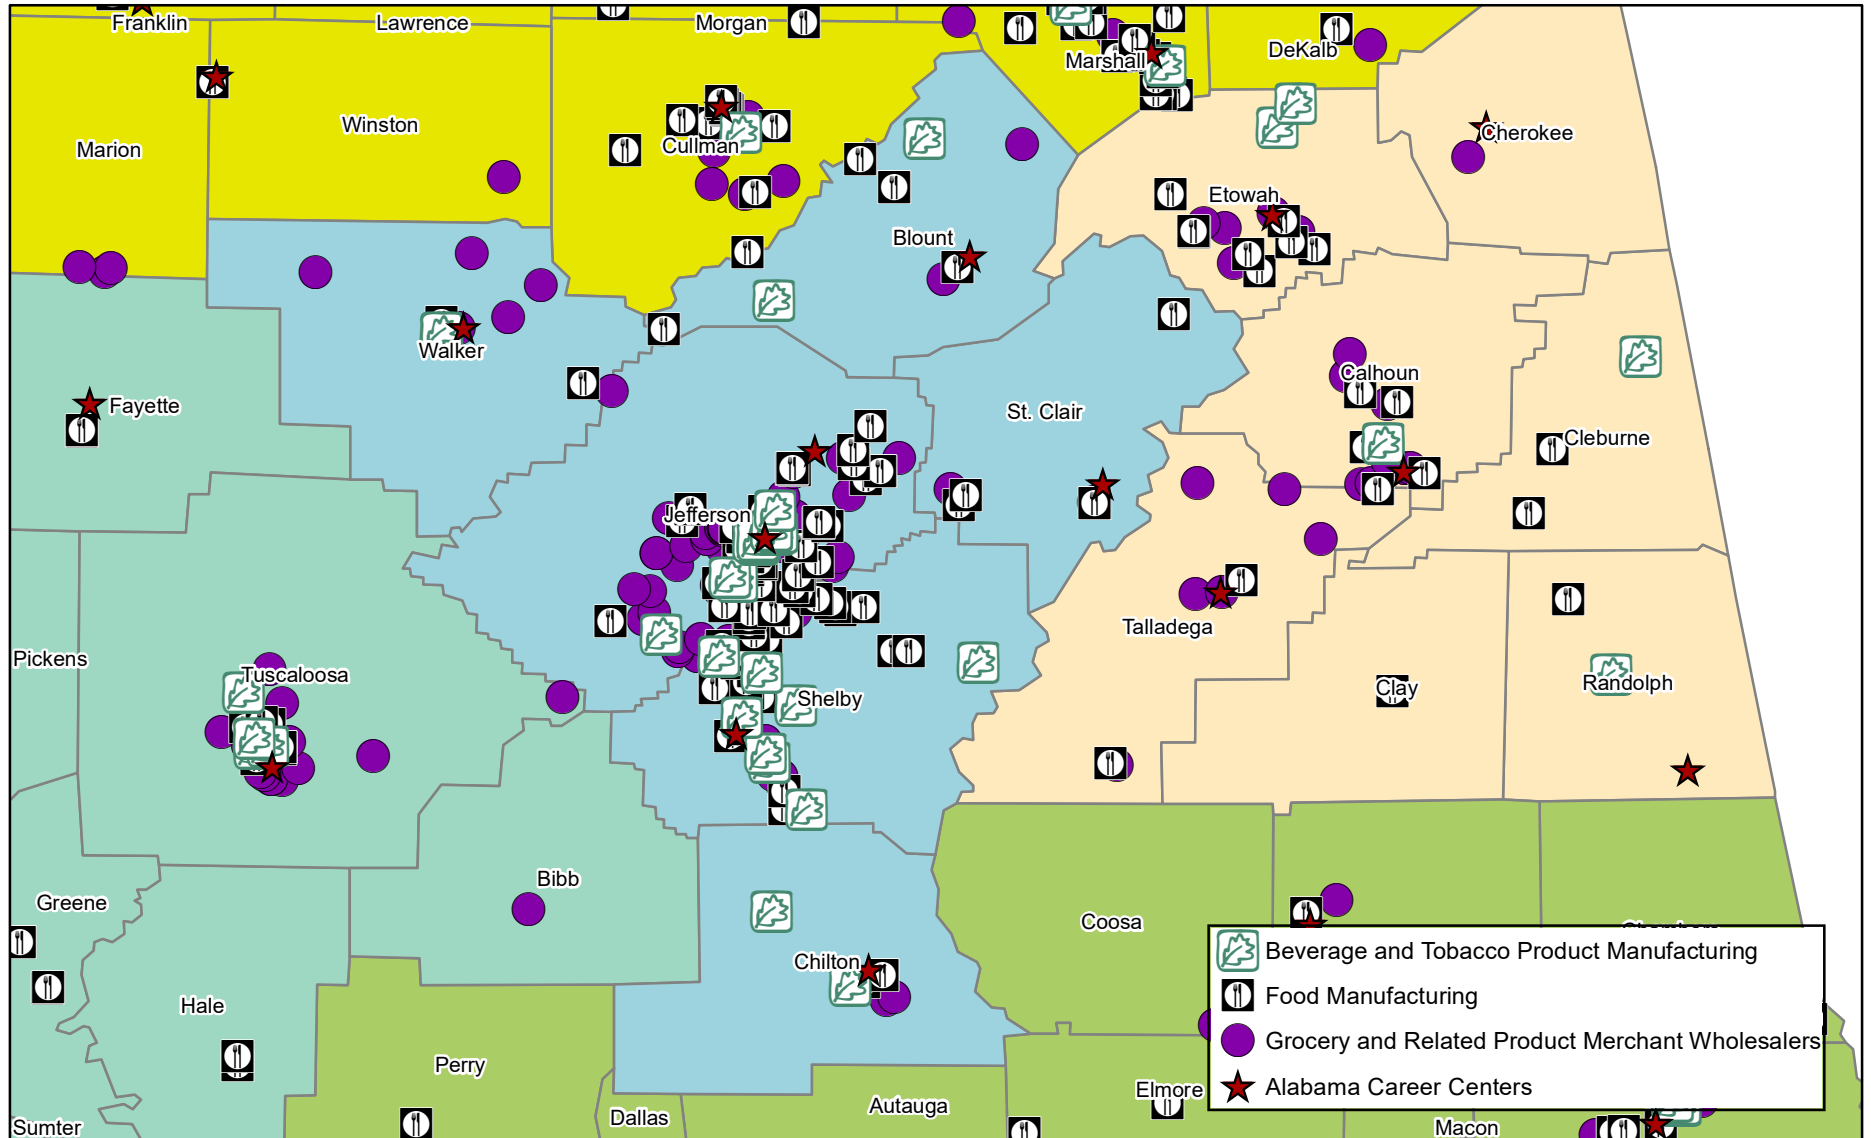 Franklin
Lawrence
Morgan
Marshall
DeKalb
Marion
Winston
Cullman
Cherokee
Etowah
Blount
Walker
Fayette
St. Clair
Calhoun
Cleburne
Jefferson
Talladega
Pickens
Tuscaloosa
Shelby
Clay
Randolph
Bibb
Greene
Coosa
Chilton
Hale
Perry
Elmore
Autauga
Dallas
Sumter
Macon
Beverage and Tobacco Product Manufacturing
Food Manufacturing
Grocery and Related Product Merchant Wholesalers
Alabama Career Centers